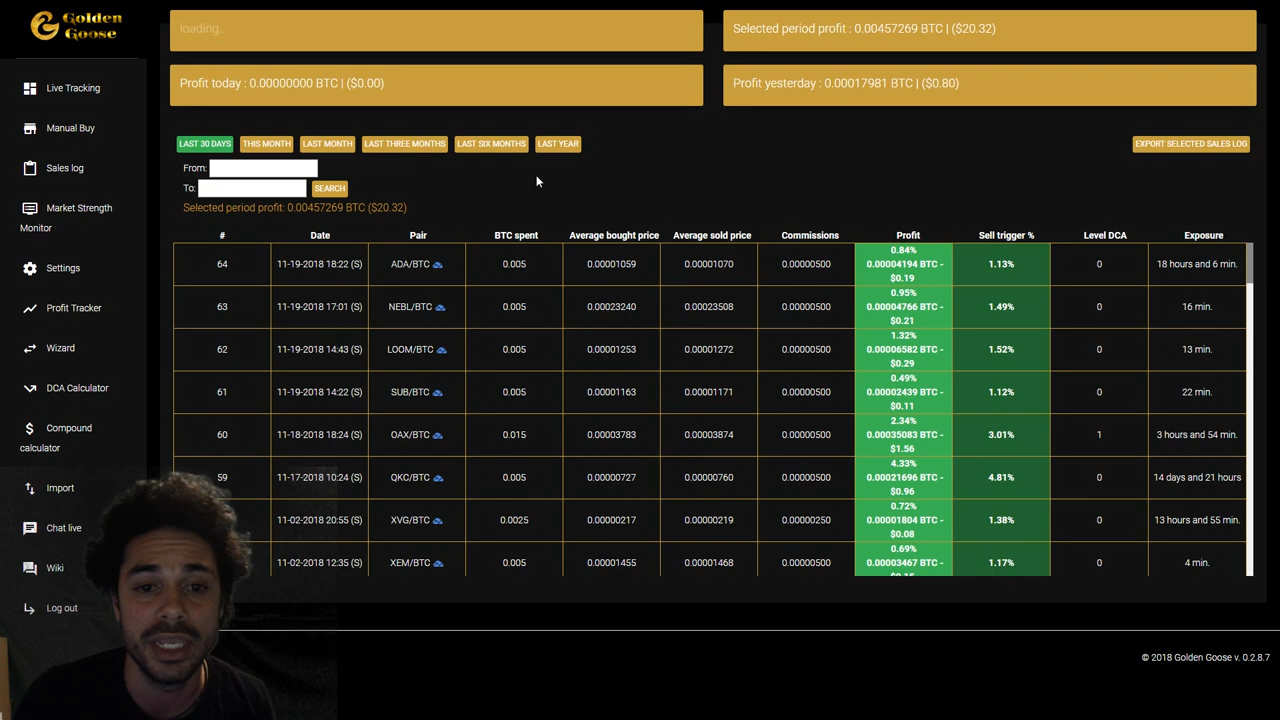 Golden
Goose
Live Tracking
Manual Buy
Sales log
Market Strength
Monitor
Settings
Profit Tracker
Wizard
DCA Calculator
Compound
calculator
Import
Chat live
Wiki
Log out
loading...
Selected period profit : 0.00457269 BTC | ($20.32)
Profit today : 0.00000000 BTC | ($0.00)
Profit yesterday : 0.00017981 BTC | ($0.80)
LAST 30 DAYS THIS MONTH LAST MONTH LAST THREE MONTHS LAST SIX MONTHS LAST YEAR EXPORT SELECTED SALES LOG
From:
To: SEARCH
Selected period profit: 0.00457269 BTC ($20.32)
# Date Pair BTC spent Average bought price Average sold price Commissions Profit Sell trigger % Level DCA Exposure
0.84%
64 11-19-2018 18:22 (S) ADA/BTC 0.005 0.00001059 0.00001070 0.00000500 0.00004194 BTC - 1.13% 0 18 hours and 6 min.
$0.19
0.95%
63 11-19-2018 17:01 (S) NEBL/BTC 0.005 0.00023240 0.00023508 0.00000500 0.00004766 BTC - 1.49% 0 16 min.
$0.21
1.32%
62 11-19-2018 14:43 (S) LOOM/BTC 0.005 0.00001253 0.00001272 0.00000500 0.00006582 BTC - 1.52% 0 13 min.
$0.29
0.49%
61 11-19-2018 14:22 (S) SUB/BTC 0.005 0.00001163 0.00001171 0.00000500 0.00002439 BTC - 1.12% 0 22 min.
$0.11
2.34%
60 11-18-2018 18:24 (S) OAX/BTC 0.015 0.00003783 0.00003874 0.00000500 0.00035083 BTC - 3.01% 1 3 hours and 54 min.
$1.56
4.33%
59 11-17-2018 10:24 (S) QKC/BTC 0.005 0.00000727 0.00000760 0.00000500 0.00021696 BTC - 4.81% 0 14 days and 21 hours
$0.96
0.72%
11-02-2018 20:55 (S) XVG/BTC 0.0025 0.00000217 0.00000219 0.00000250 0.00001804 BTC - 1.38% 0 13 hours and 55 min.
$0.08
0.69%
11-02-2018 12:35 (S) XEM/BTC 0.005 0.00001455 0.00001468 0.00000500 0.00003467 BTC - 1.17% 0 4 min.
© 2018 Golden Goose v. 0.2.8.7